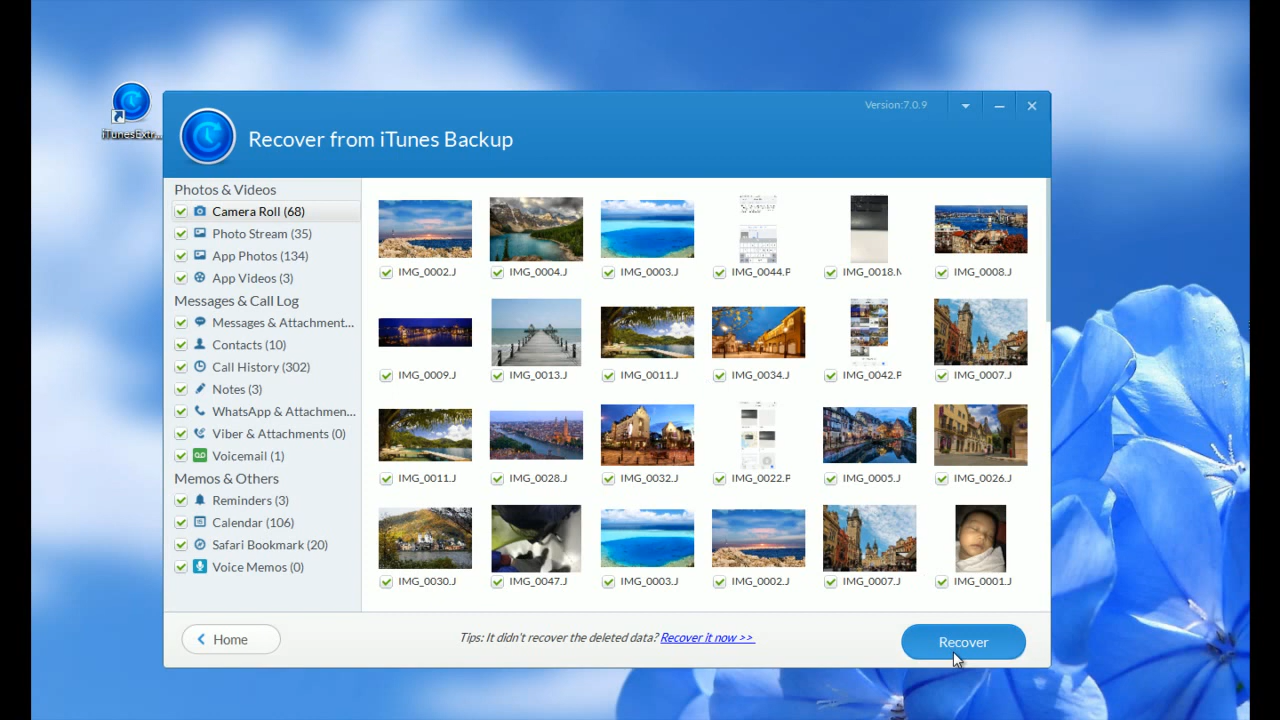 iTunesExtr...
Version:7.0.9
Recover from iTunes Backup
Photos & Videos
Camera Roll (68)
Photo Stream (35)
App Photos (134)
App Videos (3)
Messages & Call Log
Messages & Attachment...
Contacts (10)
Call History (302)
Notes (3)
WhatsApp & Attachmen...
Viber & Attachments (0)
Voicemail (1)
Memos & Others
Reminders (3)
Calendar (106)
Safari Bookmark (20)
Voice Memos (0)
IMG_0002.J IMG_0004.J IMG_0003.J IMG_0044.P IMG_0018.N IMG_0008.J
IMG_0009.J IMG_0013.J IMG_0011.J IMG_0034.J IMG_0042.P IMG_0007.J
IMG_0011.J IMG_0028.J IMG_0032.J IMG_0022.P IMG_0005.J IMG_0026.J
IMG_0030.J IMG_0047.J IMG_0003.J IMG_0002.J IMG_0007.J IMG_0001.J
Home
Tips: It didn't recover the deleted data? Recover it now >>
Recover